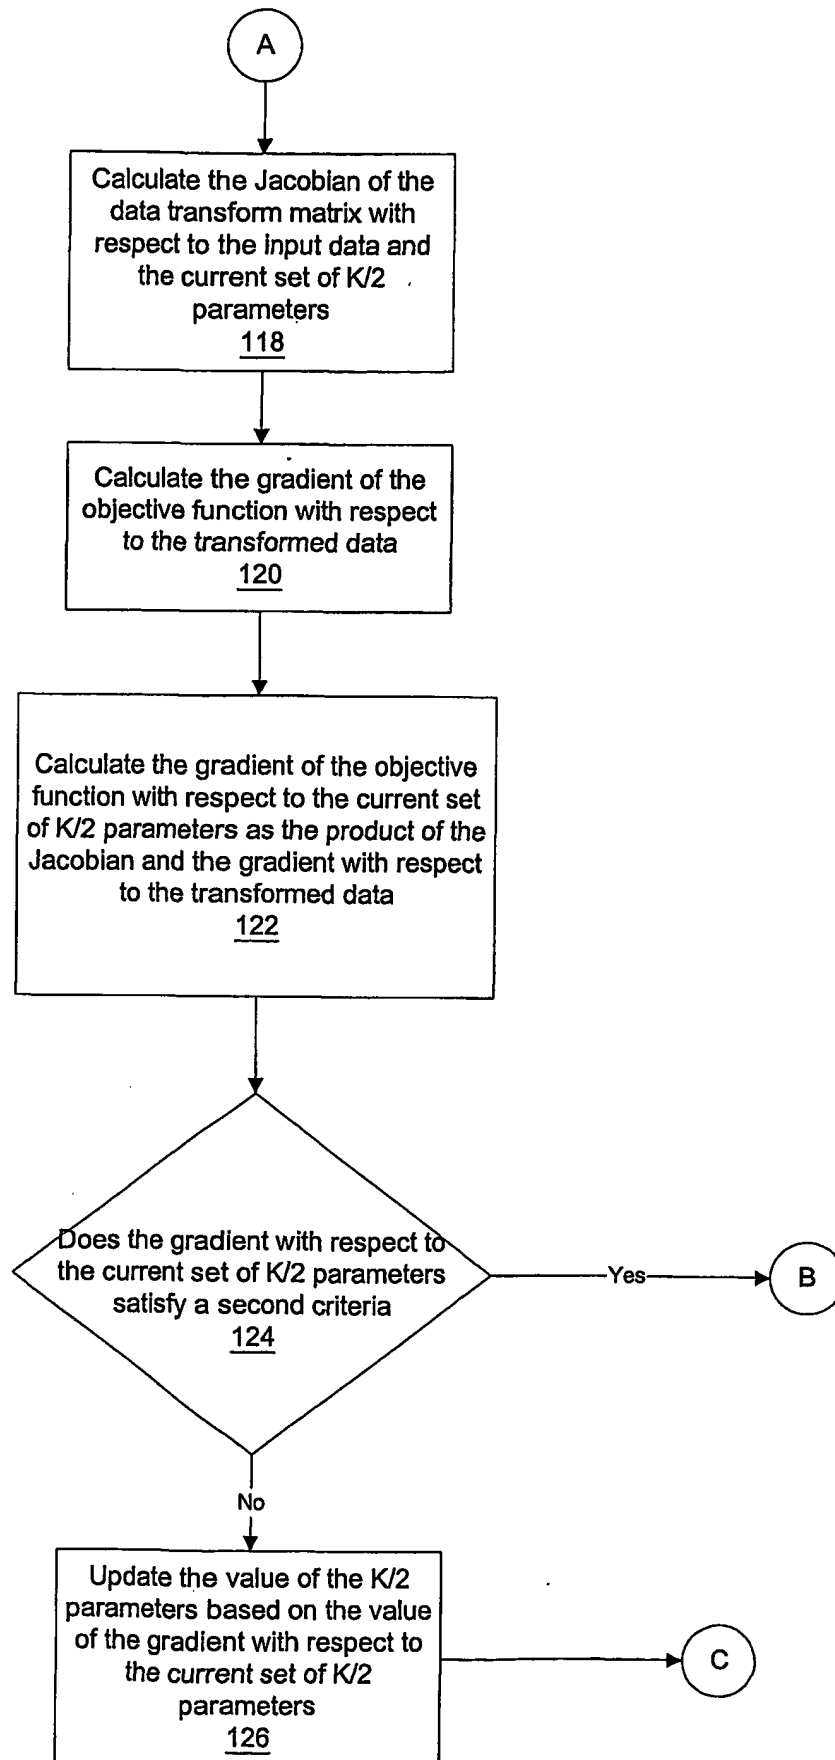 A
Calculate the Jacobian of the
data transform matrix with
respect to the input data and
the current set of K/2
parameters
118
Calculate the gradient of the
objective function with respect
to the transformed data
120
Calculate the gradient of the objective
function with respect to the current set
of K/2 parameters as the product of the
Jacobian and the gradient with respect
to the transformed data
122
Does the gradient with respect to
the current set of K/2 parameters
satisfy a second criteria
124
Yes
B
No
Update the value of the K/2
parameters based on the value
of the gradient with respect to
the current set of K/2
parameters
126
C